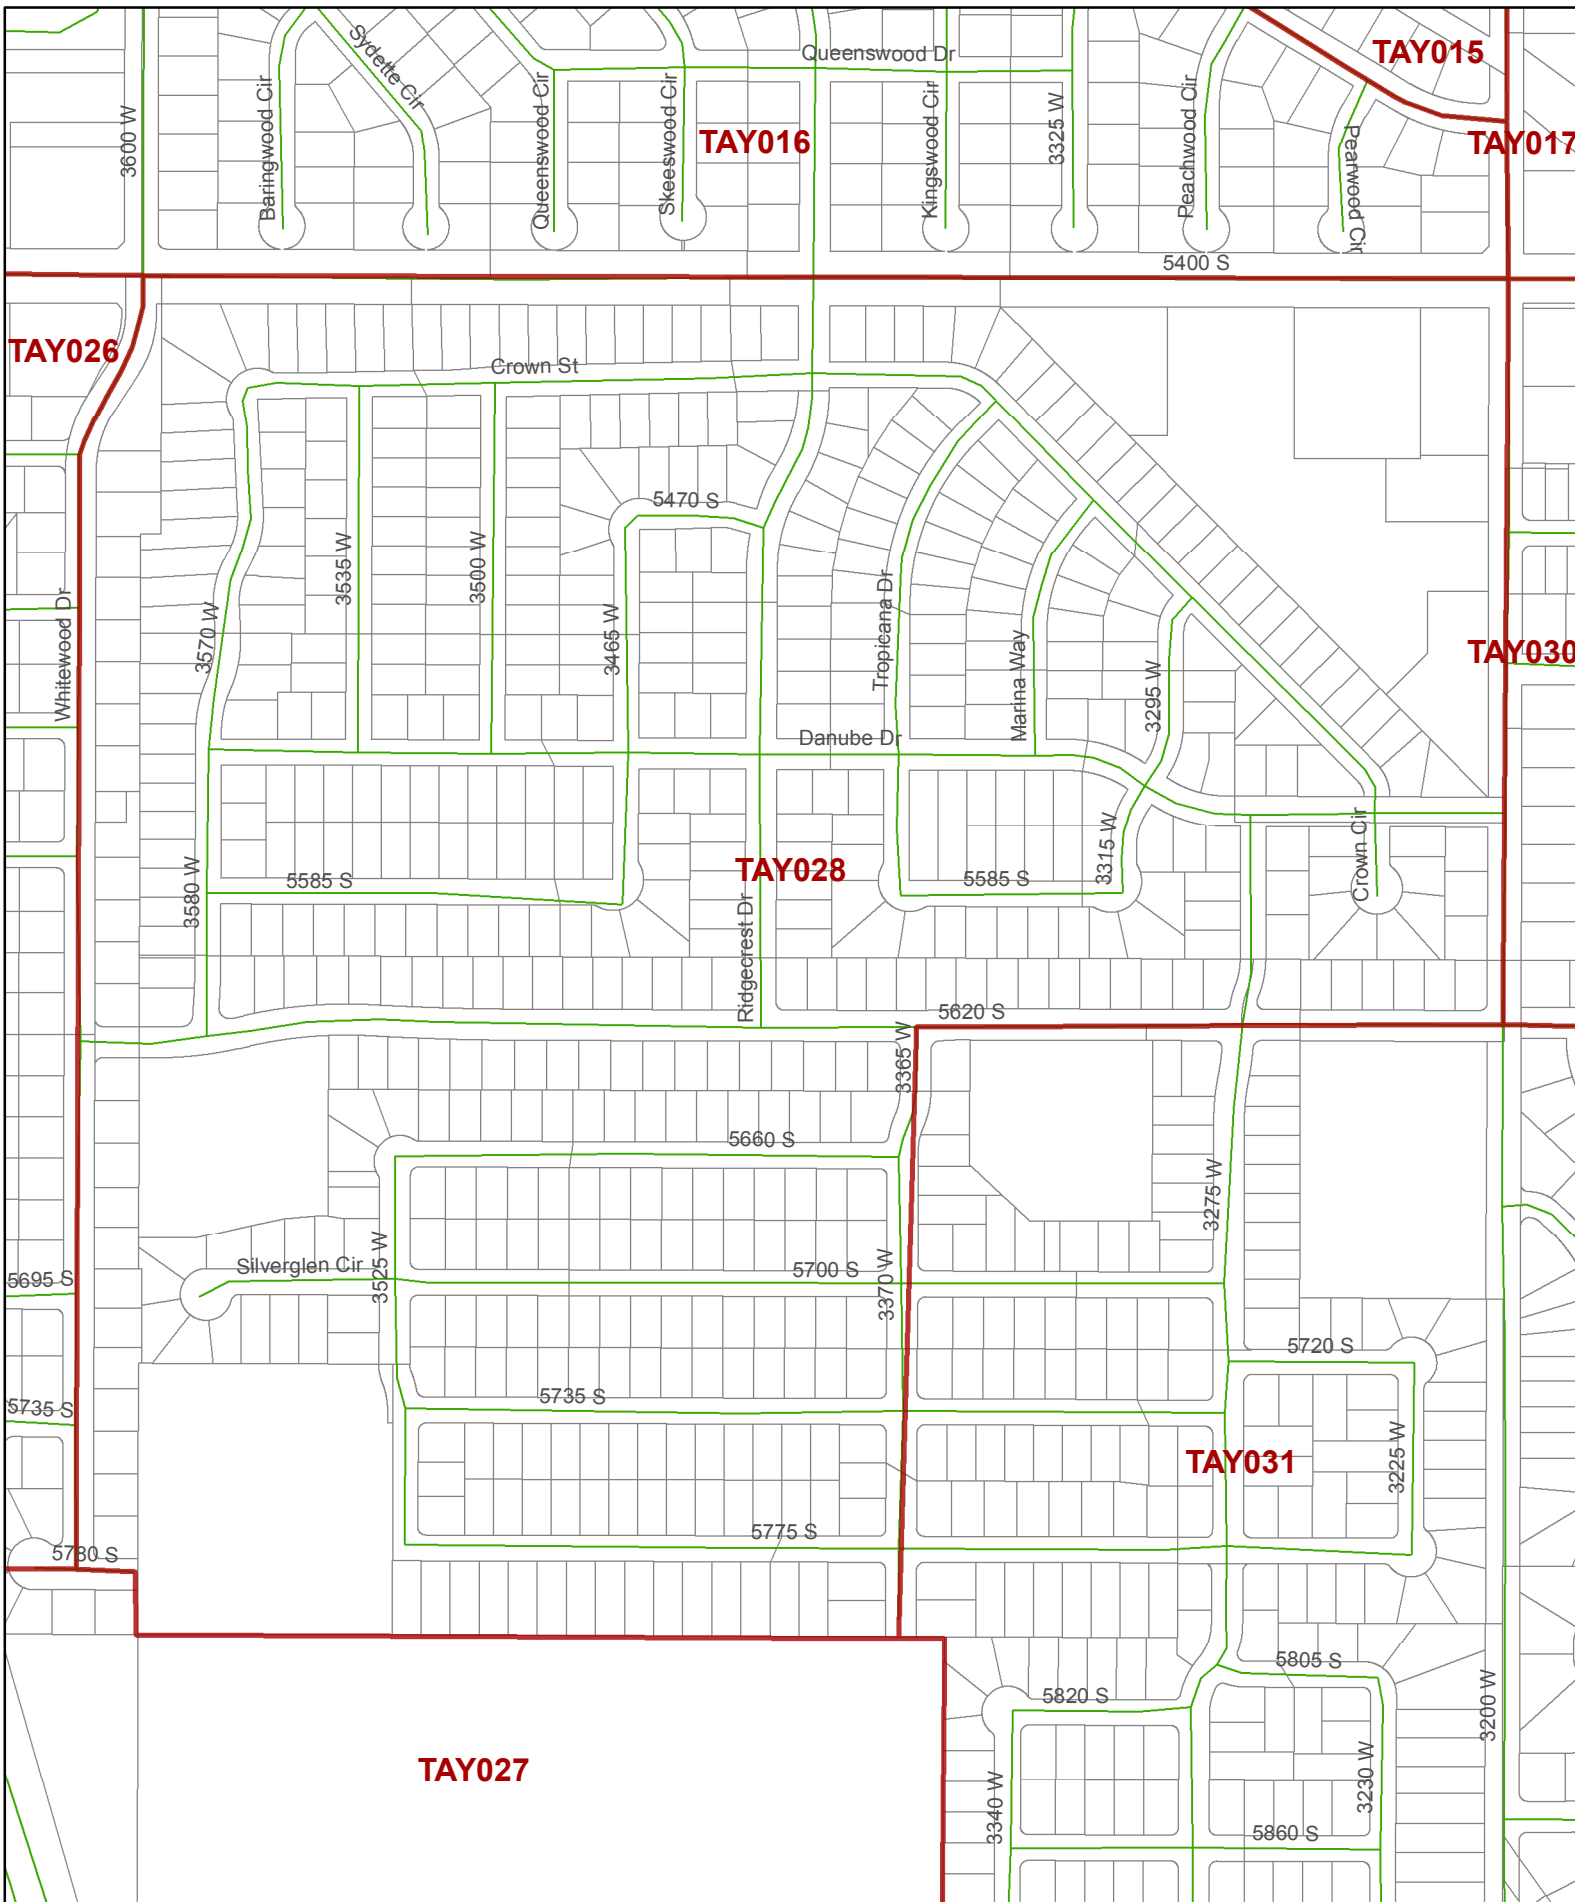 Sydette Cir
Queenswood Dr
TAY015
3600 W
Baringwood Cir
Queenswood Cir
Skeeswood Cir
TAY016
Kingswood Cir
3325 W
Peachwood Cir
Pearwood Cir
TAY017
5400 S
TAY026
Crown St
5470 S
3535 W
3500 W
3570 W
3465 W
Whitewood Dr
Tropicana Dr
Marina Way
3295 W
TAY030
Danube Dr
3580 W
5585 S
TAY028
Ridgecrest Dr
5585 S
3315 W
Crown Cir
5620 S
3365 W
5660 S
3275 W
5695 S
Silverglen Cir
3525 W
5700 S
3370 W
5720 S
5735 S
5735 S
3225 W
TAY031
5780 S
5775 S
5805 S
5820 S
3200 W
TAY027
3340 W
3230 W
5860 S